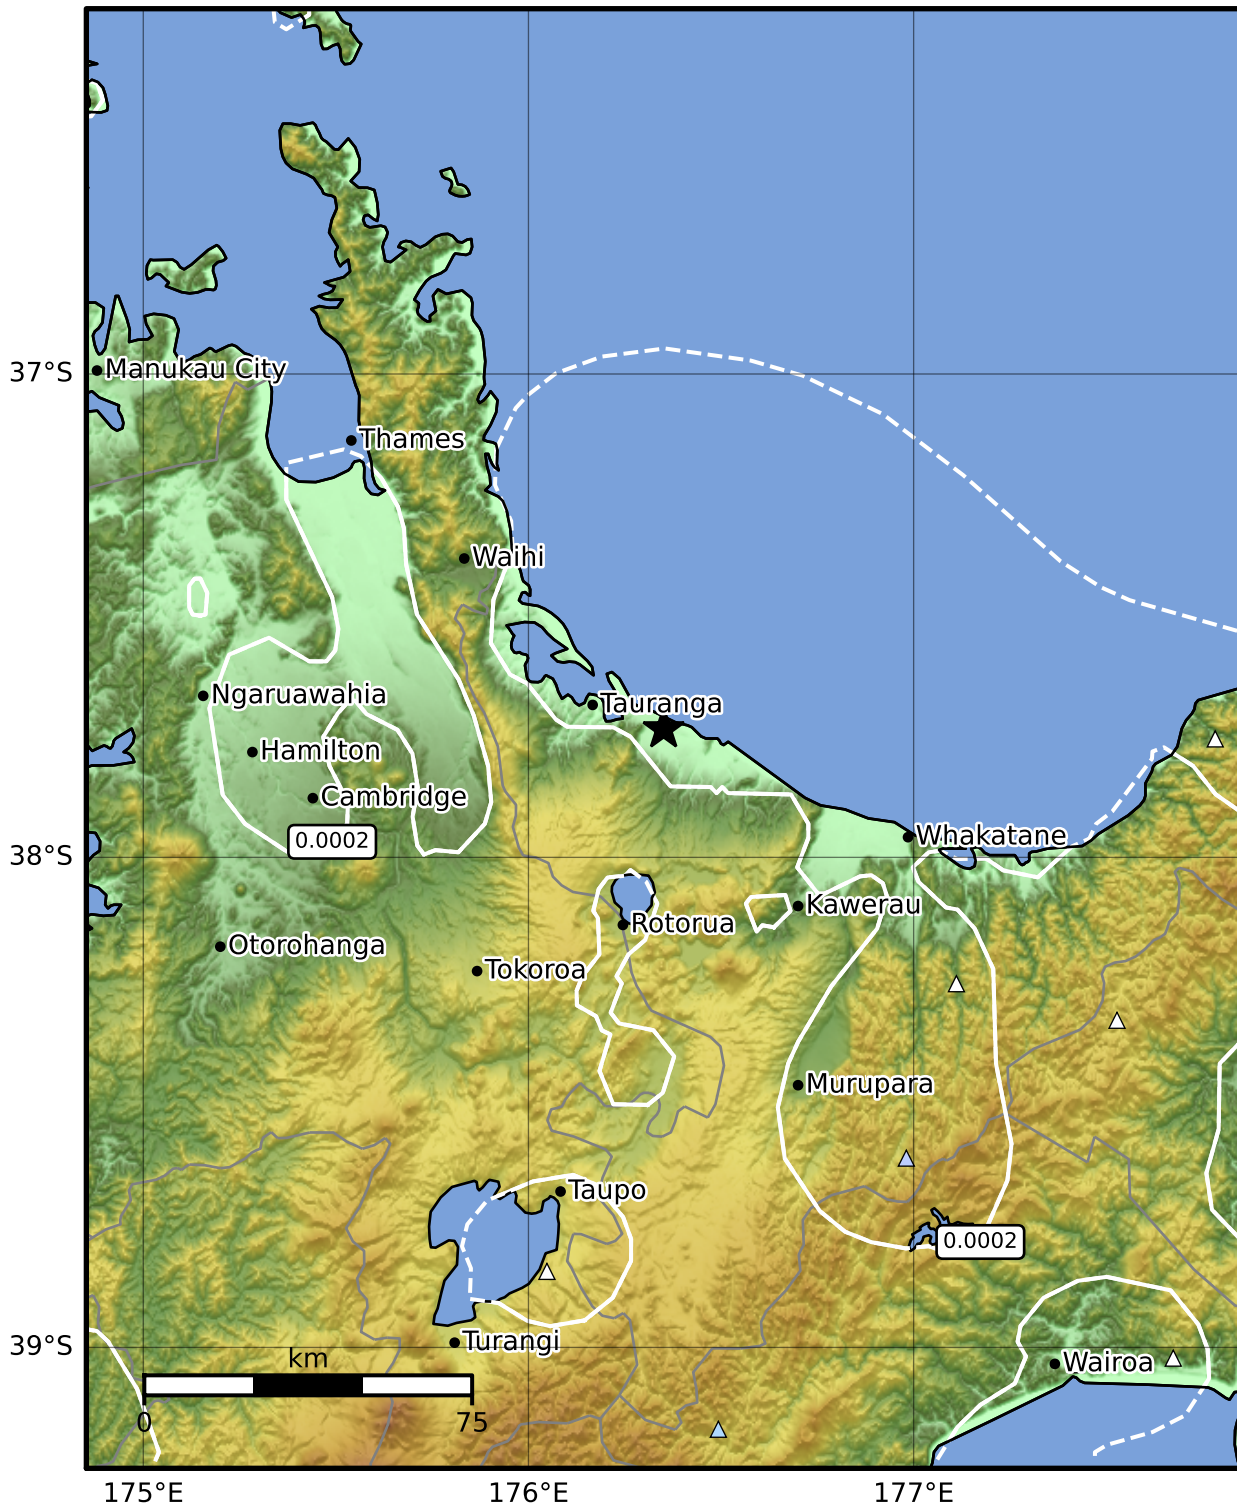 37°S
Manukau City
Thames
Waihi
Ngaruawahia
Tauranga
Hamilton
Cambridge
0.0002
Whakatane
38°S
Kawerau
Rotorua
Otorohanga
Tokoroa
Murupara
Taupo
0.0002
39°S
Turangi
km
Wairoa
0
75
175°E
176°E
177°E